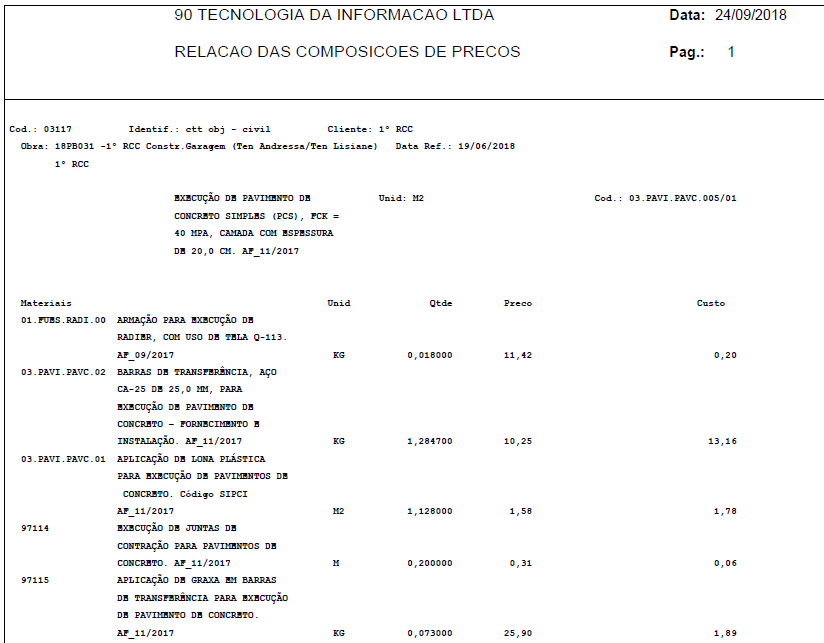 90 TECNOLOGIA DA INFORMACAO LTDA Data: 24/09/2018
RELACAO DAS COMPOSICOES DE PRECOS Pag.: 1
Cod.: 03117 Identif.: ctt obj - civil Cliente: 1° RCC
Obra: 18PB031 -1° RCC Constr.Garagem (Ten Andressa/Ten Lisiane) Data Ref.: 19/06/2018
1° RCC
EXECUÇÃO DE PAVIMENTO DE Unid: M2 Cod.: 03.PAVI.PAVC.005/01
CONCRETO SIMPLES (PCS), FCK =
40 MPA, CAMADA COM ESPESSURA
DE 20,0 CM. AF_11/2017
Materiais Unid Qtde Preco Custo
01.FUES.RADI.00 ARMAÇÃO PARA EXECUÇÃO DE
RADIER, COM USO DE TELA Q-113.
AF_09/2017 KG 0,018000 11,42 0,20
03.PAVI.PAVC.02 BARRAS DE TRANSFERÊNCIA, AÇO
CA-25 DE 25,0 MM, PARA
EXECUÇÃO DE PAVIMENTO DE
CONCRETO - FORNECIMENTO E
INSTALAÇÃO. AF_11/2017 KG 1,284700 10,25 13,16
03.PAVI.PAVC.01 APLICAÇÃO DE LONA PLÁSTICA
PARA EXECUÇÃO DE PAVIMENTOS DE
CONCRETO. Código SIPCI
AF_11/2017 M2 1,128000 1,58 1,78
97114 EXECUÇÃO DE JUNTAS DE
CONTRAÇÃO PARA PAVIMENTOS DE
CONCRETO. AF_11/2017 M 0,200000 0,31 0,06
97115 APLICAÇÃO DE GRAXA EM BARRAS
DE TRANSFERÊNCIA PARA EXECUÇÃO
DE PAVIMENTO DE CONCRETO.
AF_11/2017 KG 0,073000 25,90 1,89